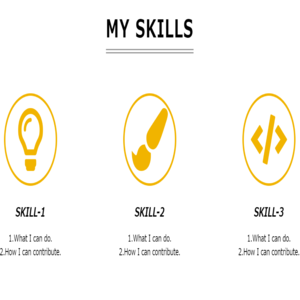 MY SKILLS
SKILL-1
1.What I can do.
2.How I can contribute.
SKILL-2
1.What I can do.
2.How I can contribute.
SKILL-3
1.What I can do.
2.How I can contribute.